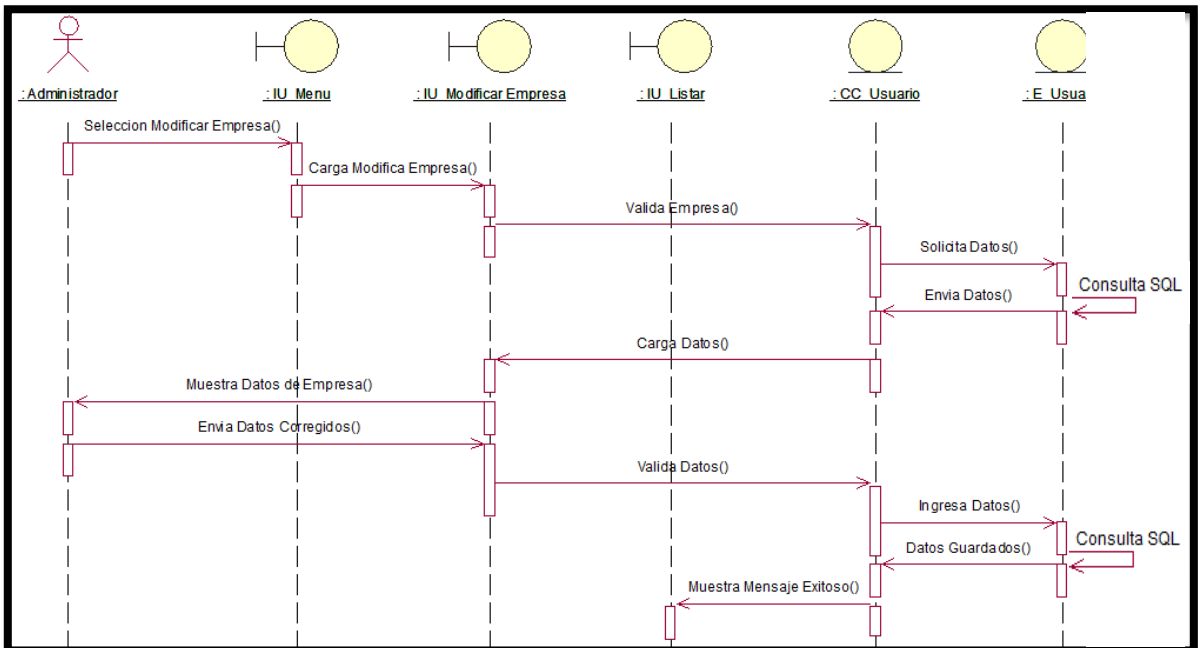 : Administrador
: IU_Menu
: IU_Modificar Empresa
: IU_Listar
: CC_Usuario
: E_Usua
Seleccion Modificar Empresa()
Carga Modifica Empresa()
Valida Empresa()
Solicita Datos()
Consulta SQL
Envia Datos()
Carga Datos()
Muestra Datos de Empresa()
Envia Datos Corregidos()
Valida Datos()
Ingresa Datos()
Consulta SQL
Datos Guardados()
Muestra Mensaje Exitoso()